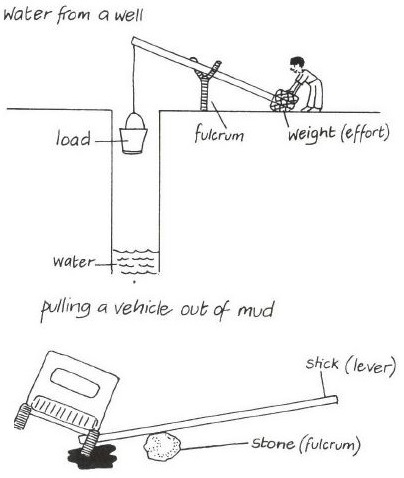 Water from a well
load
fulcrum
weight (effort)
water
pulling a vehicle out of mud
stick (lever)
stone (fulcrum)